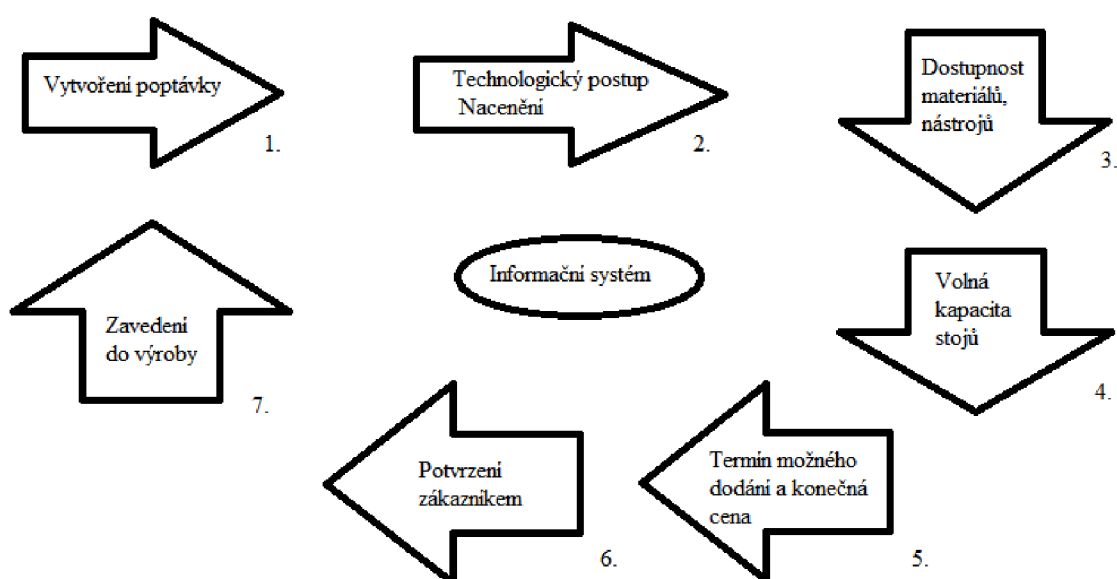 Vytvoření poptávky
1.
Technologický postup
Nacenění
2.
Dostupnost
materiálů,
nástrojů
3.
Volná
kapacita
stojů
4.
Termín možného
dodání a konečná
cena
5.
Potvrzení
zákazníkem
6.
Zavedení
do výroby
7.
Informační systém